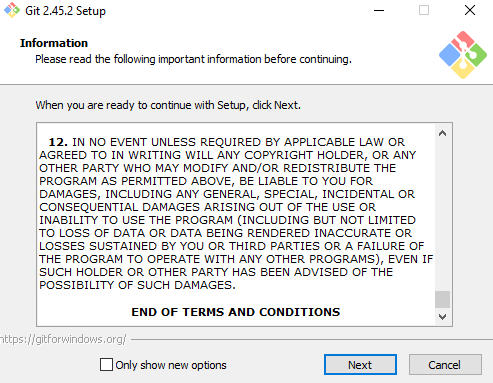 Git 2.45.2 Setup
Information
Please read the following important information before continuing.
When you are ready to continue with Setup, click Next.
12. IN NO EVENT UNLESS REQUIRED BY APPLICABLE LAW OR
AGREED TO IN WRITING WILL ANY COPYRIGHT HOLDER, OR ANY
OTHER PARTY WHO MAY MODIFY AND/OR REDISTRIBUTE THE
PROGRAM AS PERMITTED ABOVE, BE LIABLE TO YOU FOR
DAMAGES, INCLUDING ANY GENERAL, SPECIAL, INCIDENTAL OR
CONSEQUENTIAL DAMAGES ARISING OUT OF THE USE OR
INABILITY TO USE THE PROGRAM (INCLUDING BUT NOT LIMITED
TO LOSS OF DATA OR DATA BEING RENDERED INACCURATE OR
LOSSES SUSTAINED BY YOU OR THIRD PARTIES OR A FAILURE OF
THE PROGRAM TO OPERATE WITH ANY OTHER PROGRAMS), EVEN IF
SUCH HOLDER OR OTHER PARTY HAS BEEN ADVISED OF THE
POSSIBILITY OF SUCH DAMAGES.
END OF TERMS AND CONDITIONS
https://gitforwindows.org/
Only show new options
Next
Cancel